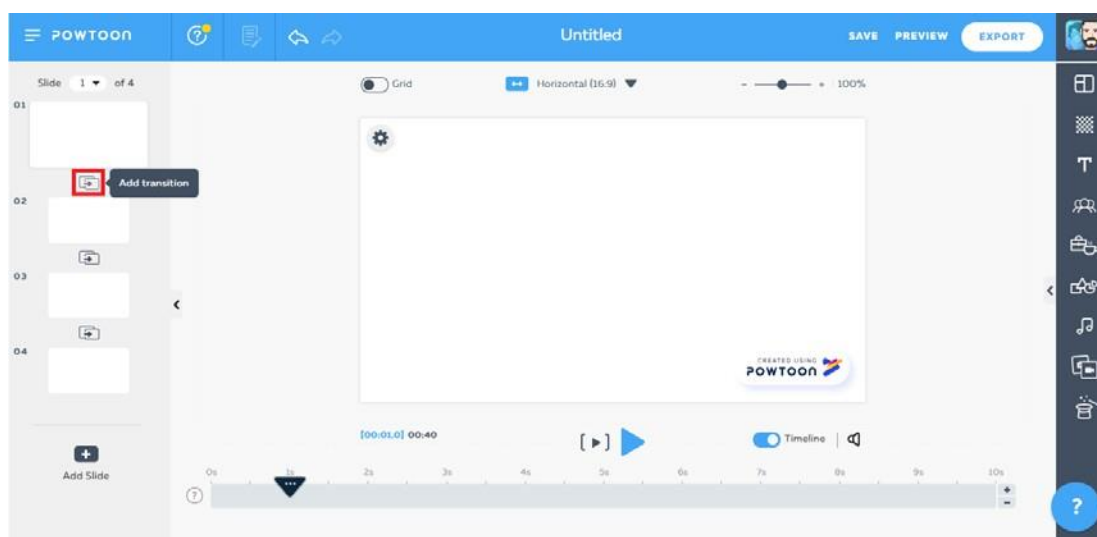 POWTOON
Untitled
SAVE PREVIEW EXPORT
Slide 1 of 4
Grid
Horizontal (16:9)
- + 100%
01
Add transition
02
03
04
CREATED USING
POWTOON
[00:01.0] 00:40
Timeline
Add Slide
0s 1s 2s 3s 4s 5s 6s 7s 8s 9s 10s
?
+
-
?